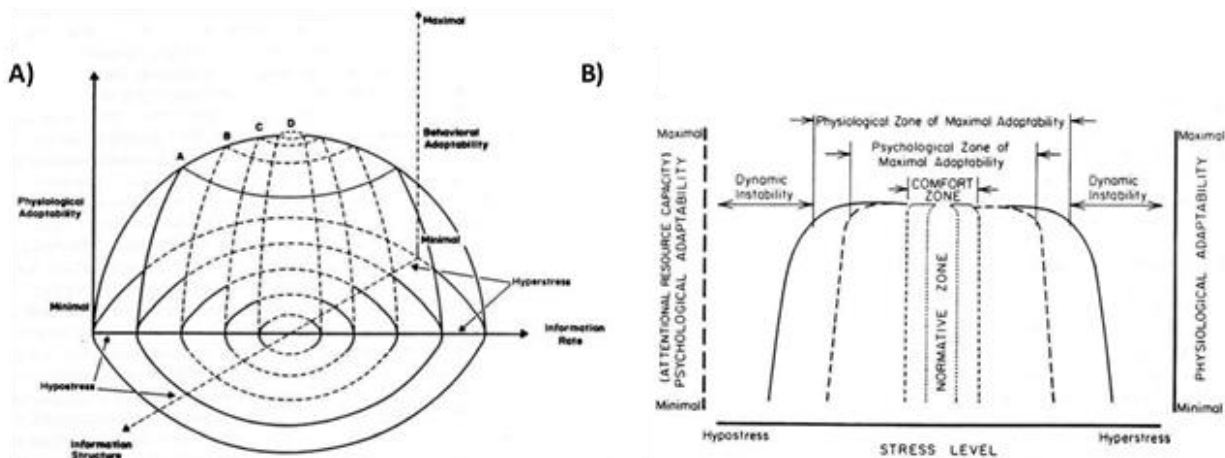 A)
Maximal
Behavioral
Adaptability
Physiological
Adaptability
A
B
C
D
Minimal
Minimal
Hyperstress
Information
Rate
Hypostress
Information
Structure
B)
Maximal
Minimal
(ATTENTIONAL RESOURCE CAPACITY)
PSYCHOLOGICAL ADAPTABILITY
Physiological Zone of Maximal Adaptability
Psychological Zone of
Maximal Adaptability
Dynamic
Instability
COMFORT
ZONE
Dynamic
Instability
NORMATIVE ZONE
Maximal
Minimal
PHYSIOLOGICAL ADAPTABILITY
Hypostress
Hyperstress
STRESS LEVEL